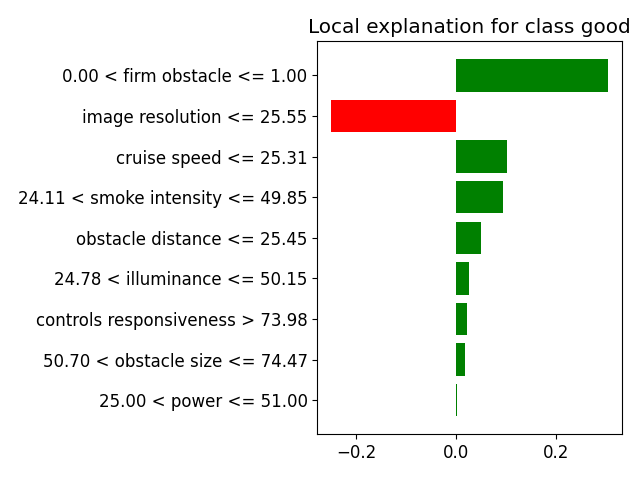 Local explanation for class good
0.00 < firm obstacle <= 1.00
image resolution <= 25.55
cruise speed <= 25.31
24.11 < smoke intensity <= 49.85
obstacle distance <= 25.45
24.78 < illuminance <= 50.15
controls responsiveness > 73.98
50.70 < obstacle size <= 74.47
25.00 < power <= 51.00
−0.2 0.0 0.2